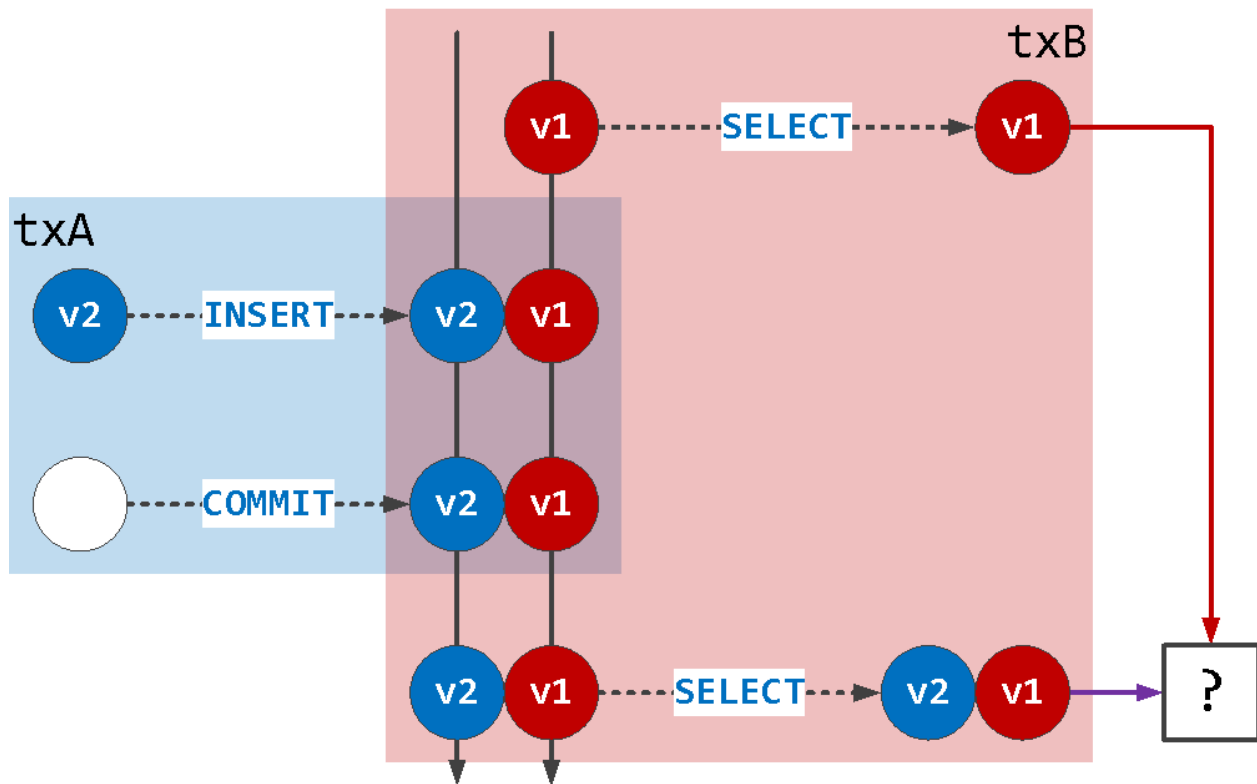 txB
v1 SELECT v1
txA
v2 INSERT v2 v1
COMMIT v2 v1
v2 v1 SELECT v2 v1 ?